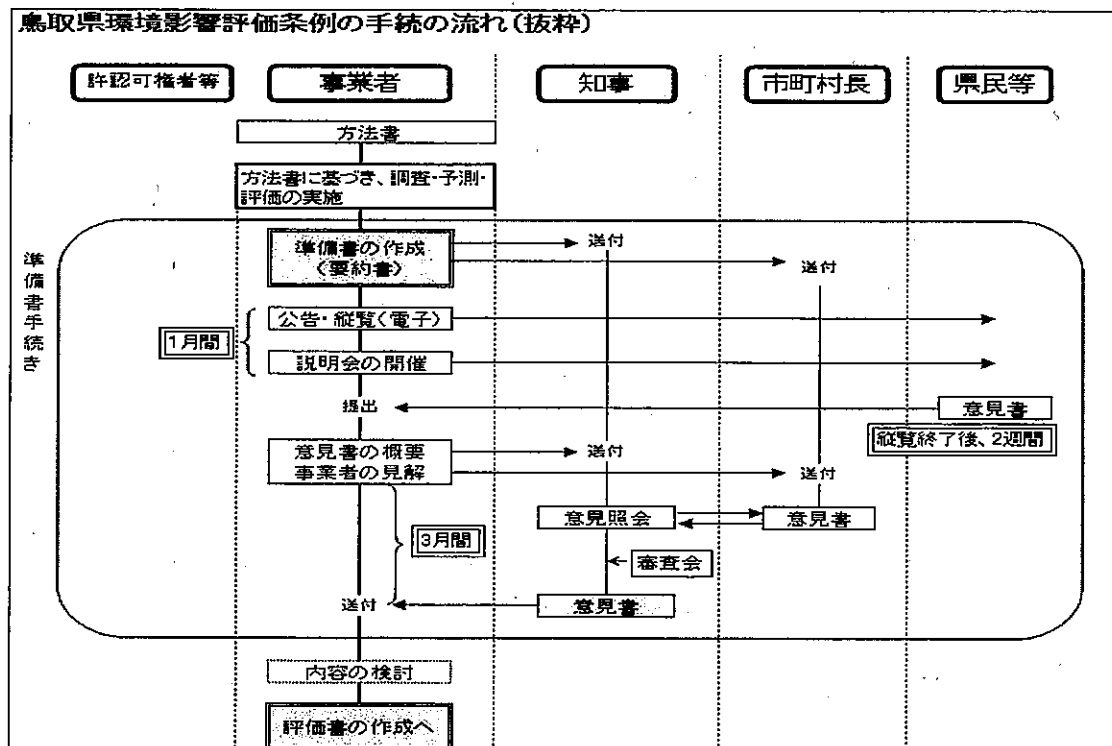 鳥取県環境影響評価条例の手続の流れ(抜粋)
許認可権者等
事業者
知事
市町村長
県民等
方法書
方法書に基づき、調査・予測・
評価の実施
準備書手続き
準備書の作成
(要約書)
送付
送付
公告・縦覧(電子)
1月間
説明会の開催
提出
意見書
縦覧終了後、2週間
意見書の概要
事業者の見解
送付
送付
意見照会
意見書
3月間
審査会
送付
意見書
内容の検討
評価書の作成へ